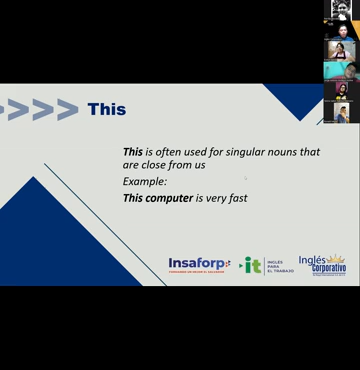 This
This is often used for singular nouns that
are close from us
Example:
This computer is very fast
Insaforp
it
INGLÉS
PARA
EL TRABAJO
Inglés
Corporativo